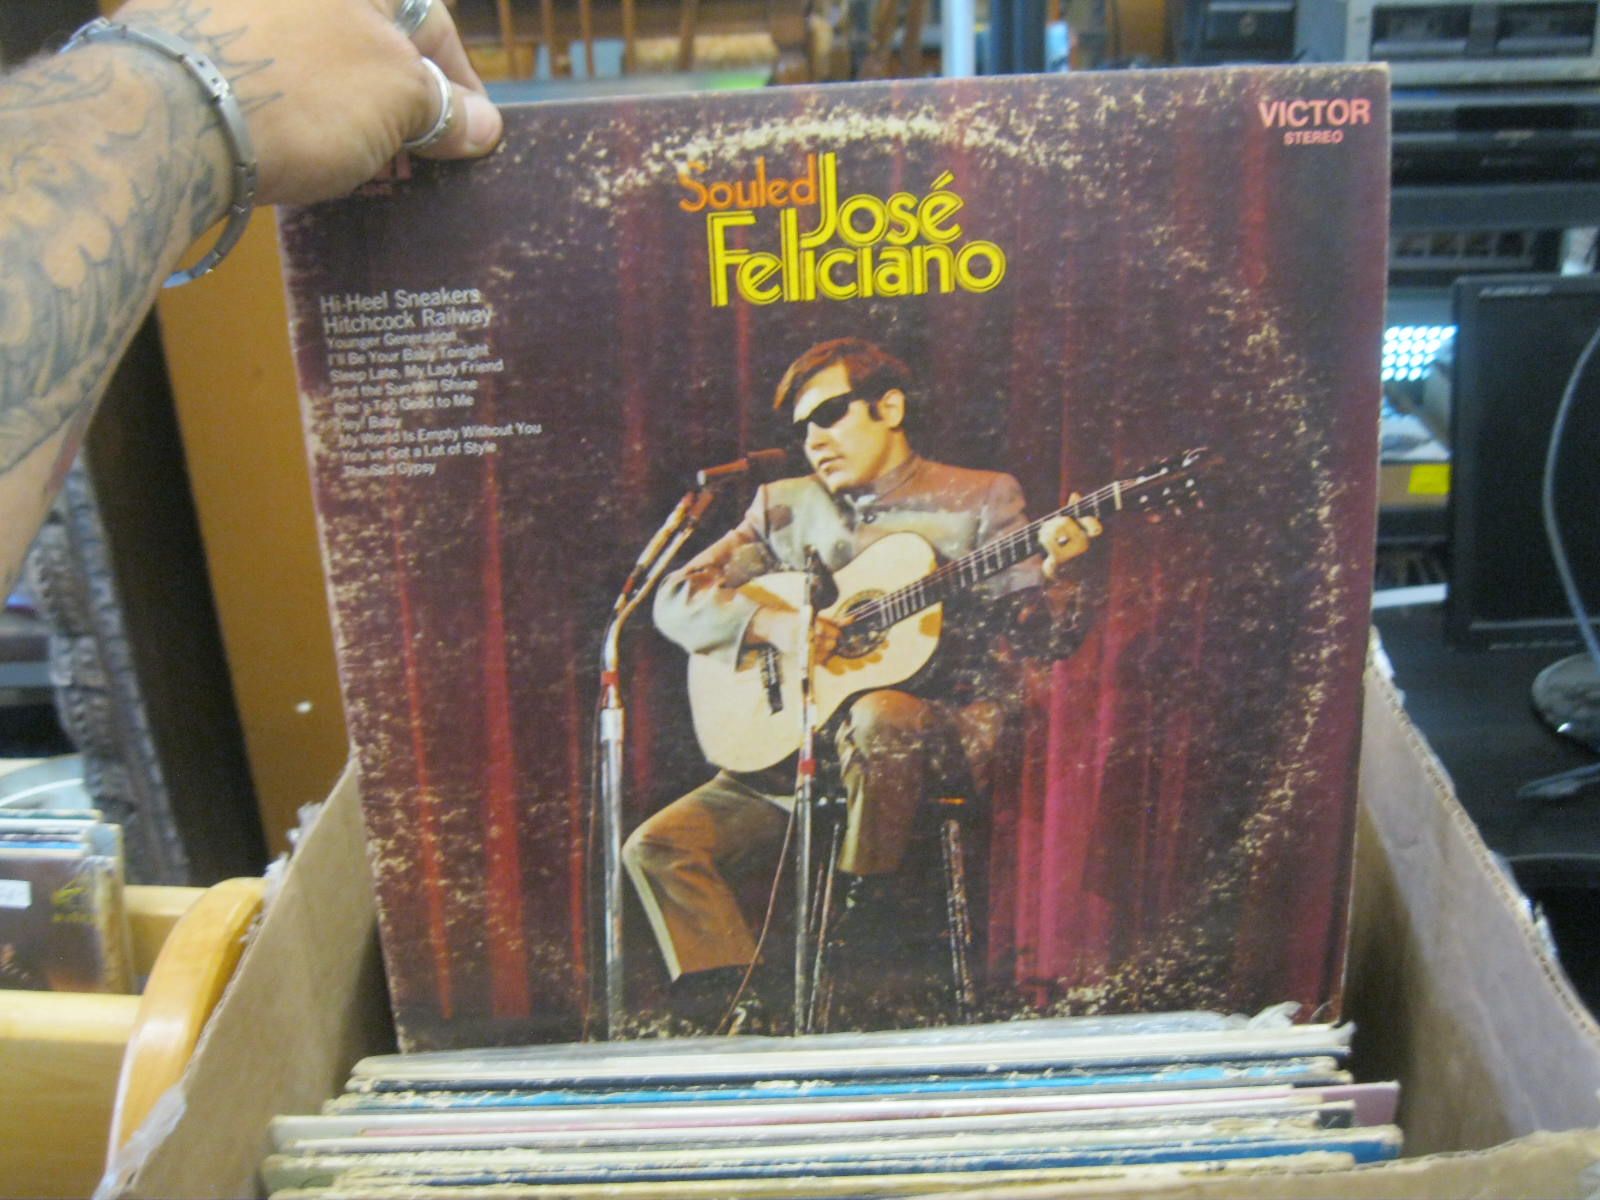 VICTOR
STEREO
Souled
José
Feliciano
Hi-Heel Sneakers
Hitchcock Railway
Younger Generation
I'll Be Your Baby Tonight
Sleep Late, My Lady Friend
And the Sun Will Shine
She's Too Good to Me
Hey! Baby
My World Is Empty Without You
You've Got a Lot of Style
The Sad Gypsy